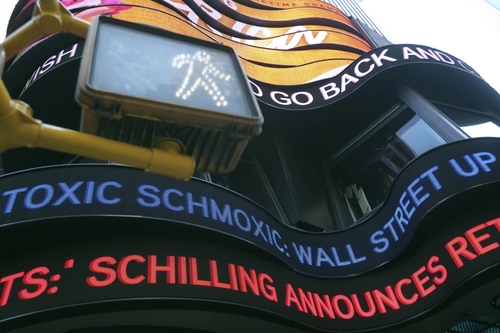 ISH
O GO BACK AND
TOXIC SCHMOXIC: WALL STREET UP
TS: ' SCHILLING ANNOUNCES RET